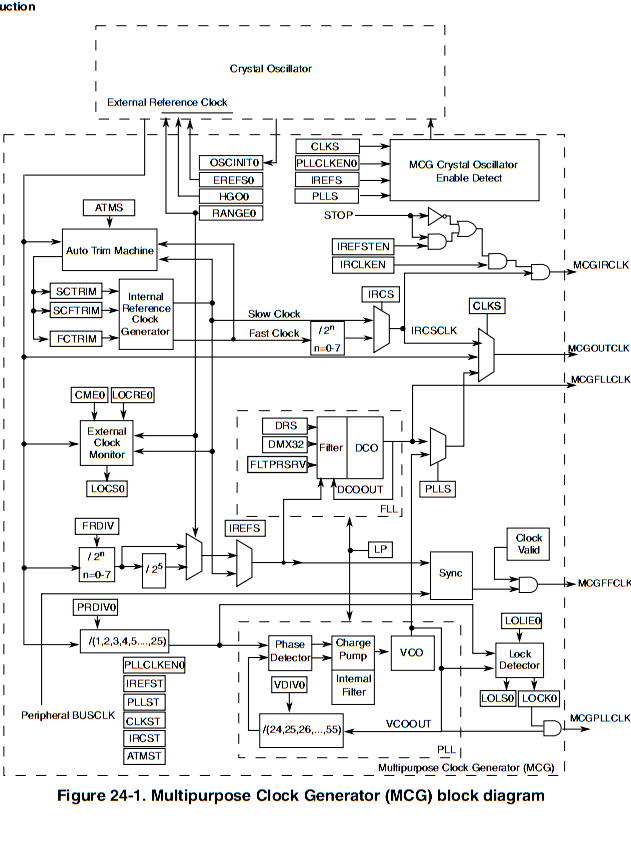 uction
Crystal Oscillator
External Reference Clock
CLKS
OSCINIT0
PLLCLKEN0
MCG Crystal Oscillator
Enable Detect
EREFS0
IREFS
HGO0
PLLS
ATMS
RANGE0
STOP
Auto Trim Machine
IREFSTEN
IRCLKEN
MCGIRCLK
SCTRIM
Internal
Reference
Clock
Generator
SCFTRIM
FCTRIM
IRCS
CLKS
Slow Clock
Fast Clock
/ 2n
n=0-7
IRCSCLK
MCGOUTCLK
MCGFLLCLK
CME0
LOCRE0
External
Clock
Monitor
LOCS0
DRS
DMX32
FLTPRSRV
Filter
DCO
DCOOUT
FLL
PLLS
FRDIV
/ 2n
n=0-7
/ 25
IREFS
LP
Sync
Clock
Valid
MCGFFCLK
PRDIV0
/(1,2,3,4,5....,25)
Phase
Detector
Charge
Pump
Internal
Filter
VCO
LOLIE0
Lock
Detector
LOLS0
LOCK0
PLLCLKEN0
IREFST
PLLST
CLKST
IRCST
ATMST
VDIV0
/(24,25,26,...,55)
VCOOUT
PLL
Peripheral BUSCLK
MCGPLLCLK
Multipurpose Clock Generator (MCG)
Figure 24-1. Multipurpose Clock Generator (MCG) block diagram